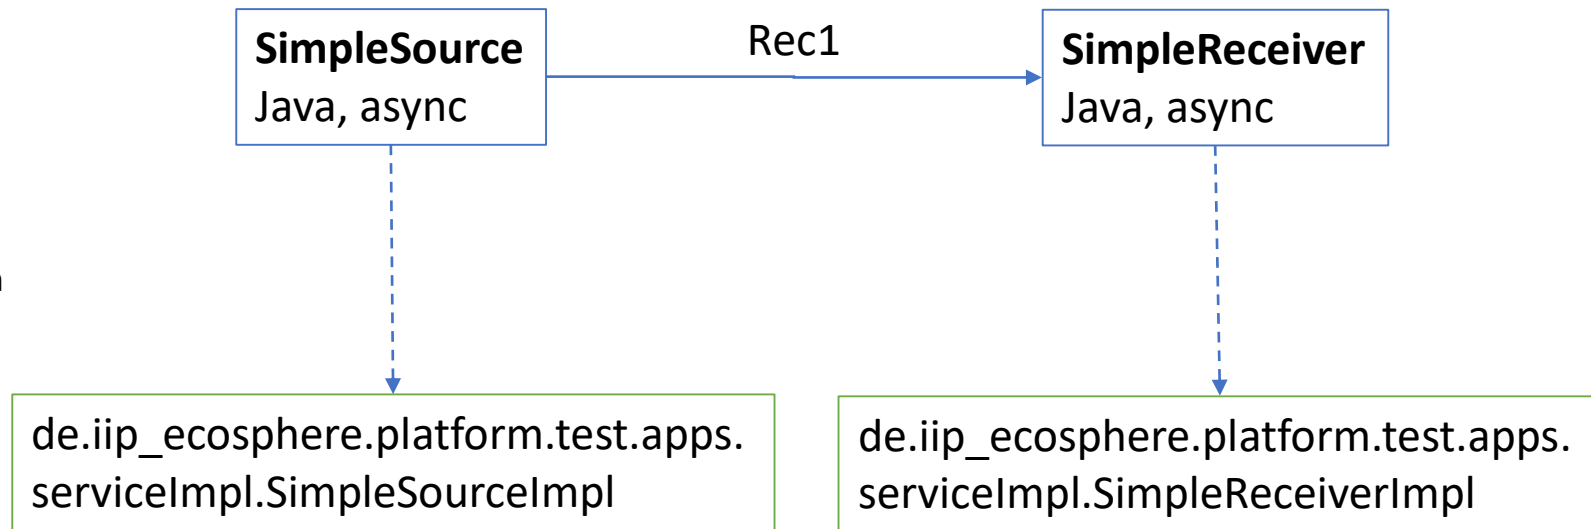 SimpleSource
Java, async
Rec1
SimpleReceiver
Java, async
de.iip_ecosphere.platform.test.apps.
serviceImpl.SimpleSourceImpl
de.iip_ecosphere.platform.test.apps.
serviceImpl.SimpleReceiverImpl